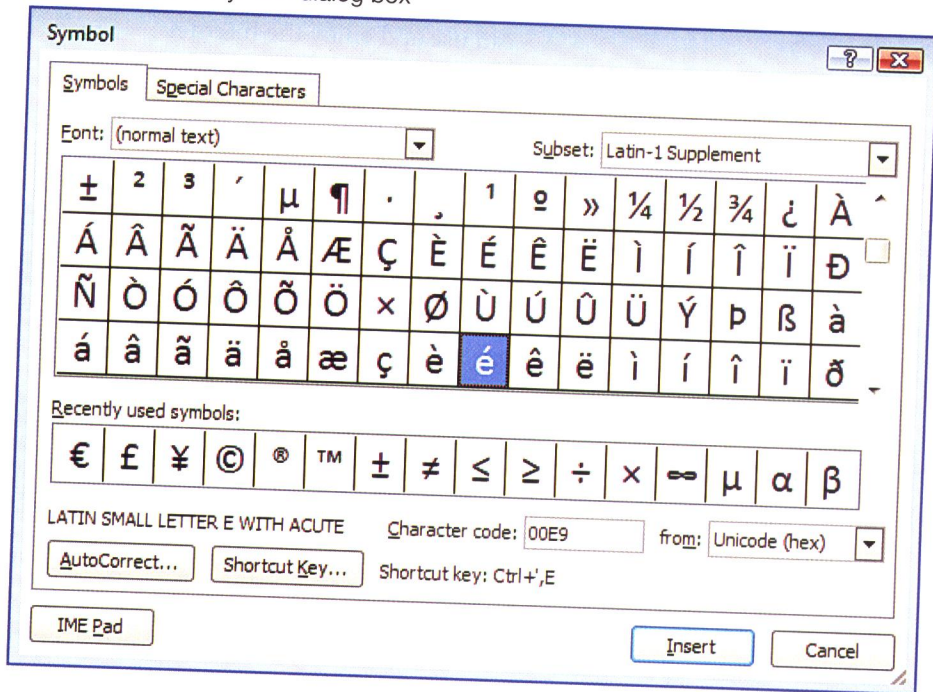 dialog box
Symbol
?
Symbols Special Characters
Font: (normal text) Subset: Latin-1 Supplement
± ² ³ ´ µ ¶ · ¸ ¹ º » ¼ ½ ¾ ¿ À
Á Â Ã Ä Å Æ Ç È É Ê Ë Ì Í Î Ï Ð
Ñ Ò Ó Ô Õ Ö × Ø Ù Ú Û Ü Ý Þ ß à
á â ã ä å æ ç è é ê ë ì í î ï ð
Recently used symbols:
€ £ ¥ © ® ™ ± ≠ ≤ ≥ ÷ × ∞ µ α β
LATIN SMALL LETTER E WITH ACUTE Character code: 00E9 from: Unicode (hex)
AutoCorrect... Shortcut Key... Shortcut key: Ctrl+',E
IME Pad Insert Cancel